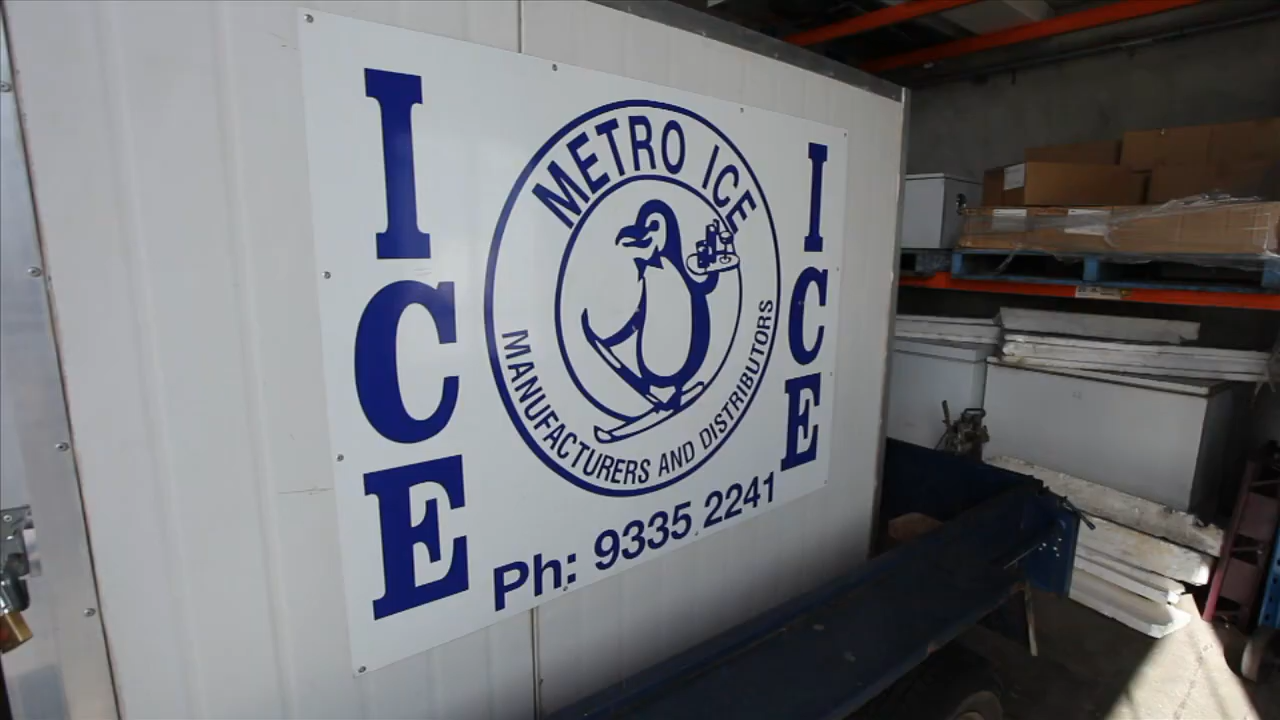 ICE
METRO ICE
MANUFACTURERS AND DISTRIBUTORS
ICE
Ph: 9335 2241